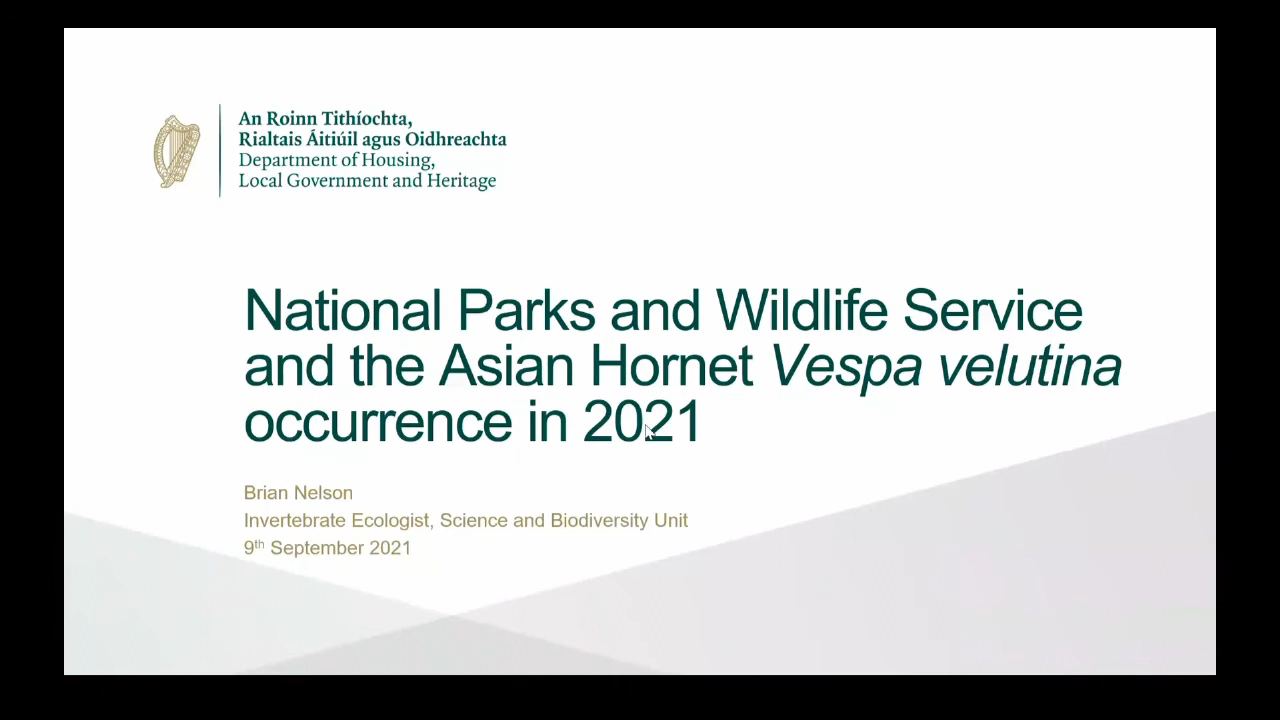 An Roinn Tithíochta,
Rialtais Áitiúil agus Oidhreachta
Department of Housing,
Local Government and Heritage
National Parks and Wildlife Service
and the Asian Hornet Vespa velutina
occurrence in 2021
Brian Nelson
Invertebrate Ecologist, Science and Biodiversity Unit
9th September 2021